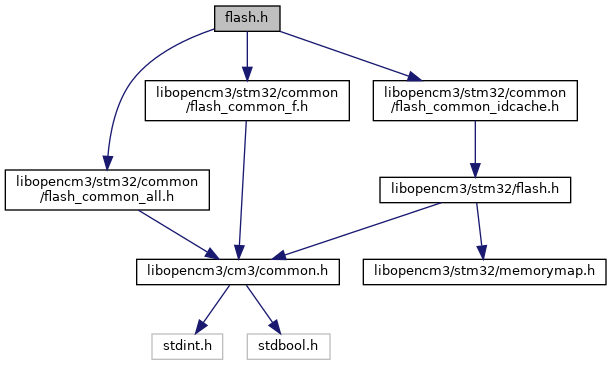 flash.h
libopencm3/stm32/common
/flash_common_f.h
libopencm3/stm32/common
/flash_common_idcache.h
libopencm3/stm32/common
/flash_common_all.h
libopencm3/stm32/flash.h
libopencm3/cm3/common.h
libopencm3/stm32/memorymap.h
stdint.h
stdbool.h